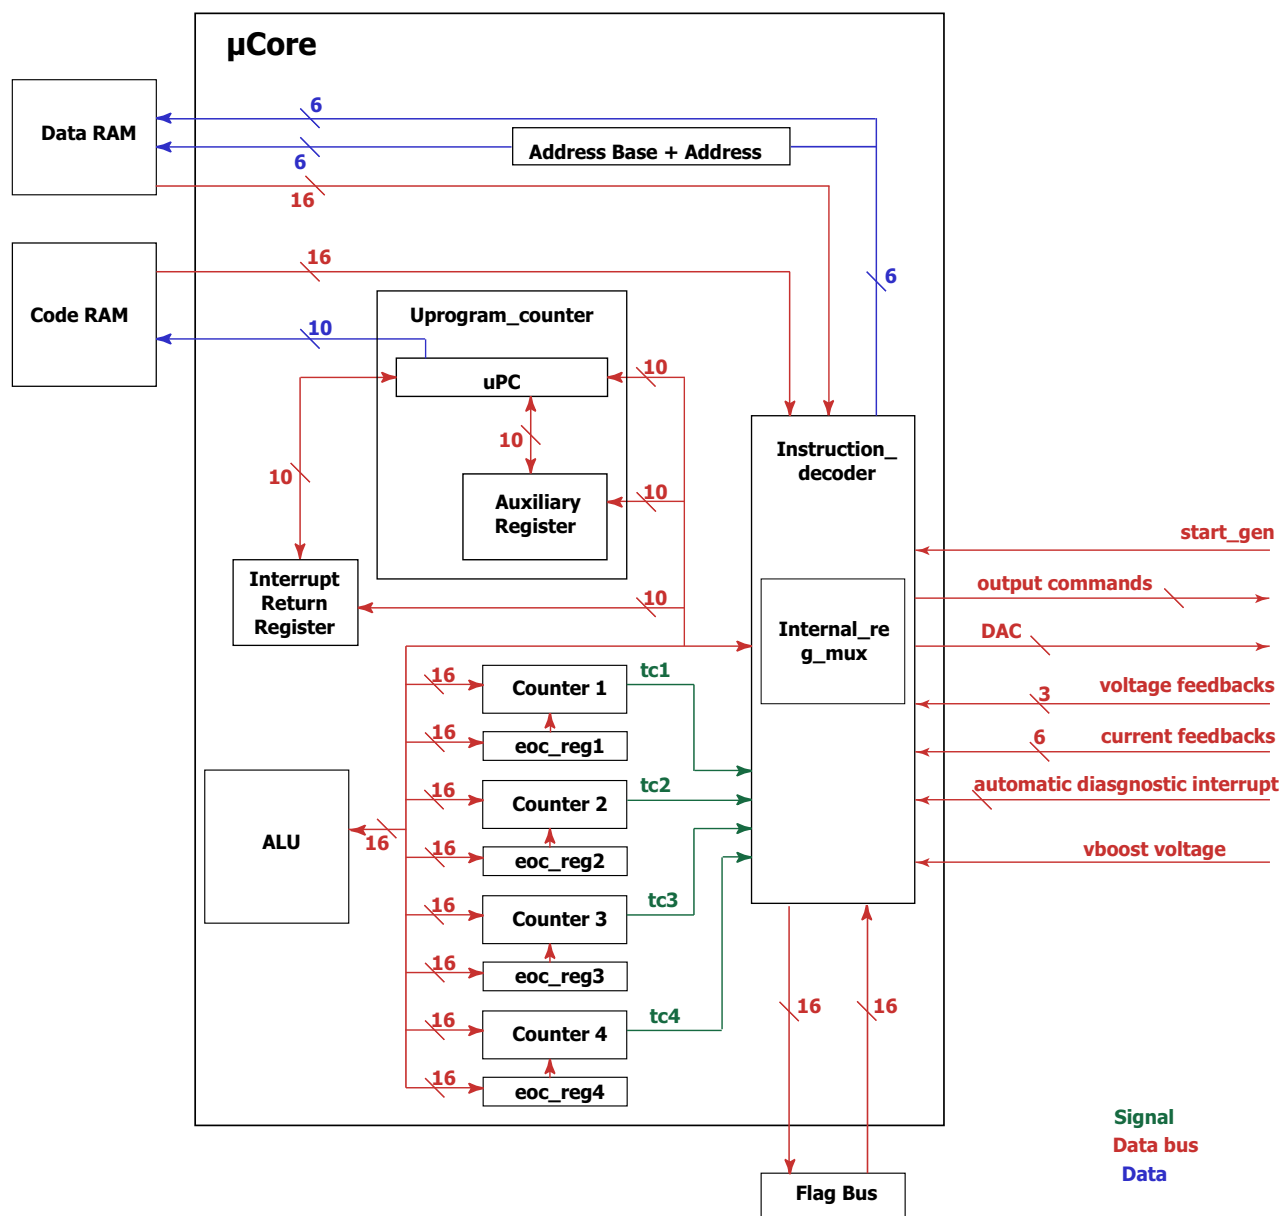 µCore
Data RAM
6
Address Base + Address
6
16
Code RAM
16
6
10
Uprogram_counter
uPC
10
10
10
Auxiliary
Register
10
Instruction_
decoder
Interrupt
Return
Register
10
Internal_re
g_mux
start_gen
output commands
DAC
voltage feedbacks
3
current feedbacks
6
automatic diasgnostic interrupt
vboost voltage
16
Counter 1
tc1
16
eoc_reg1
ALU
16
16
Counter 2
tc2
16
eoc_reg2
16
Counter 3
tc3
16
eoc_reg3
16
Counter 4
tc4
16
eoc_reg4
16
16
Flag Bus
Signal
Data bus
Data